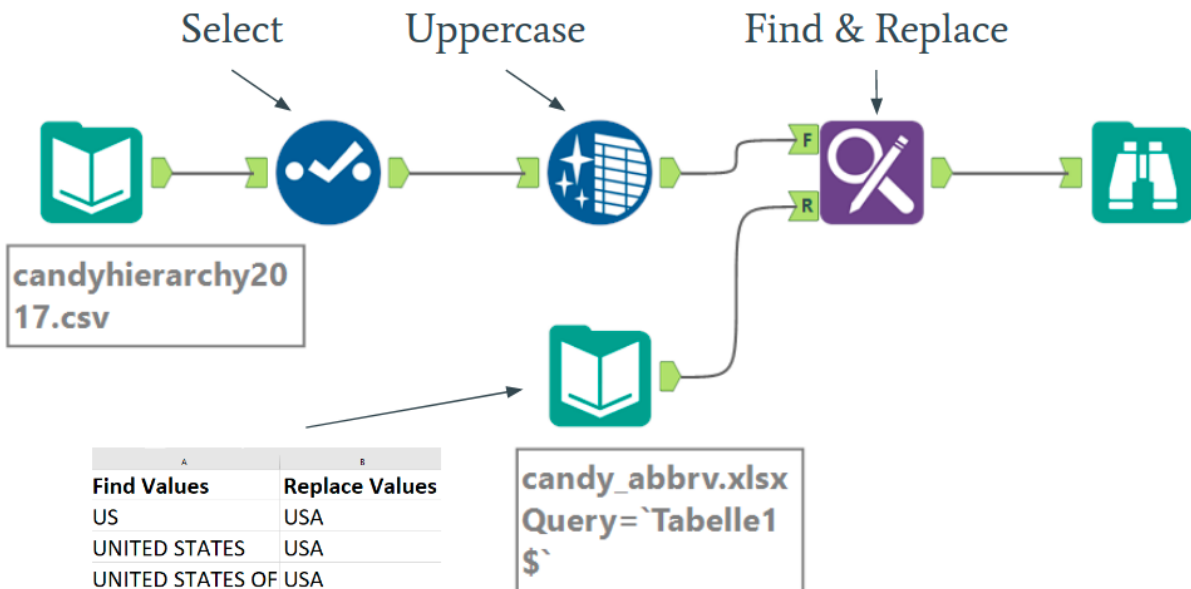 Select Uppercase Find & Replace
F
R
candyhierarchy20
17.csv
candy_abbrv.xlsx
Query=`Tabelle1
$`
A B
Find Values Replace Values
US USA
UNITED STATES USA
UNITED STATES OF USA